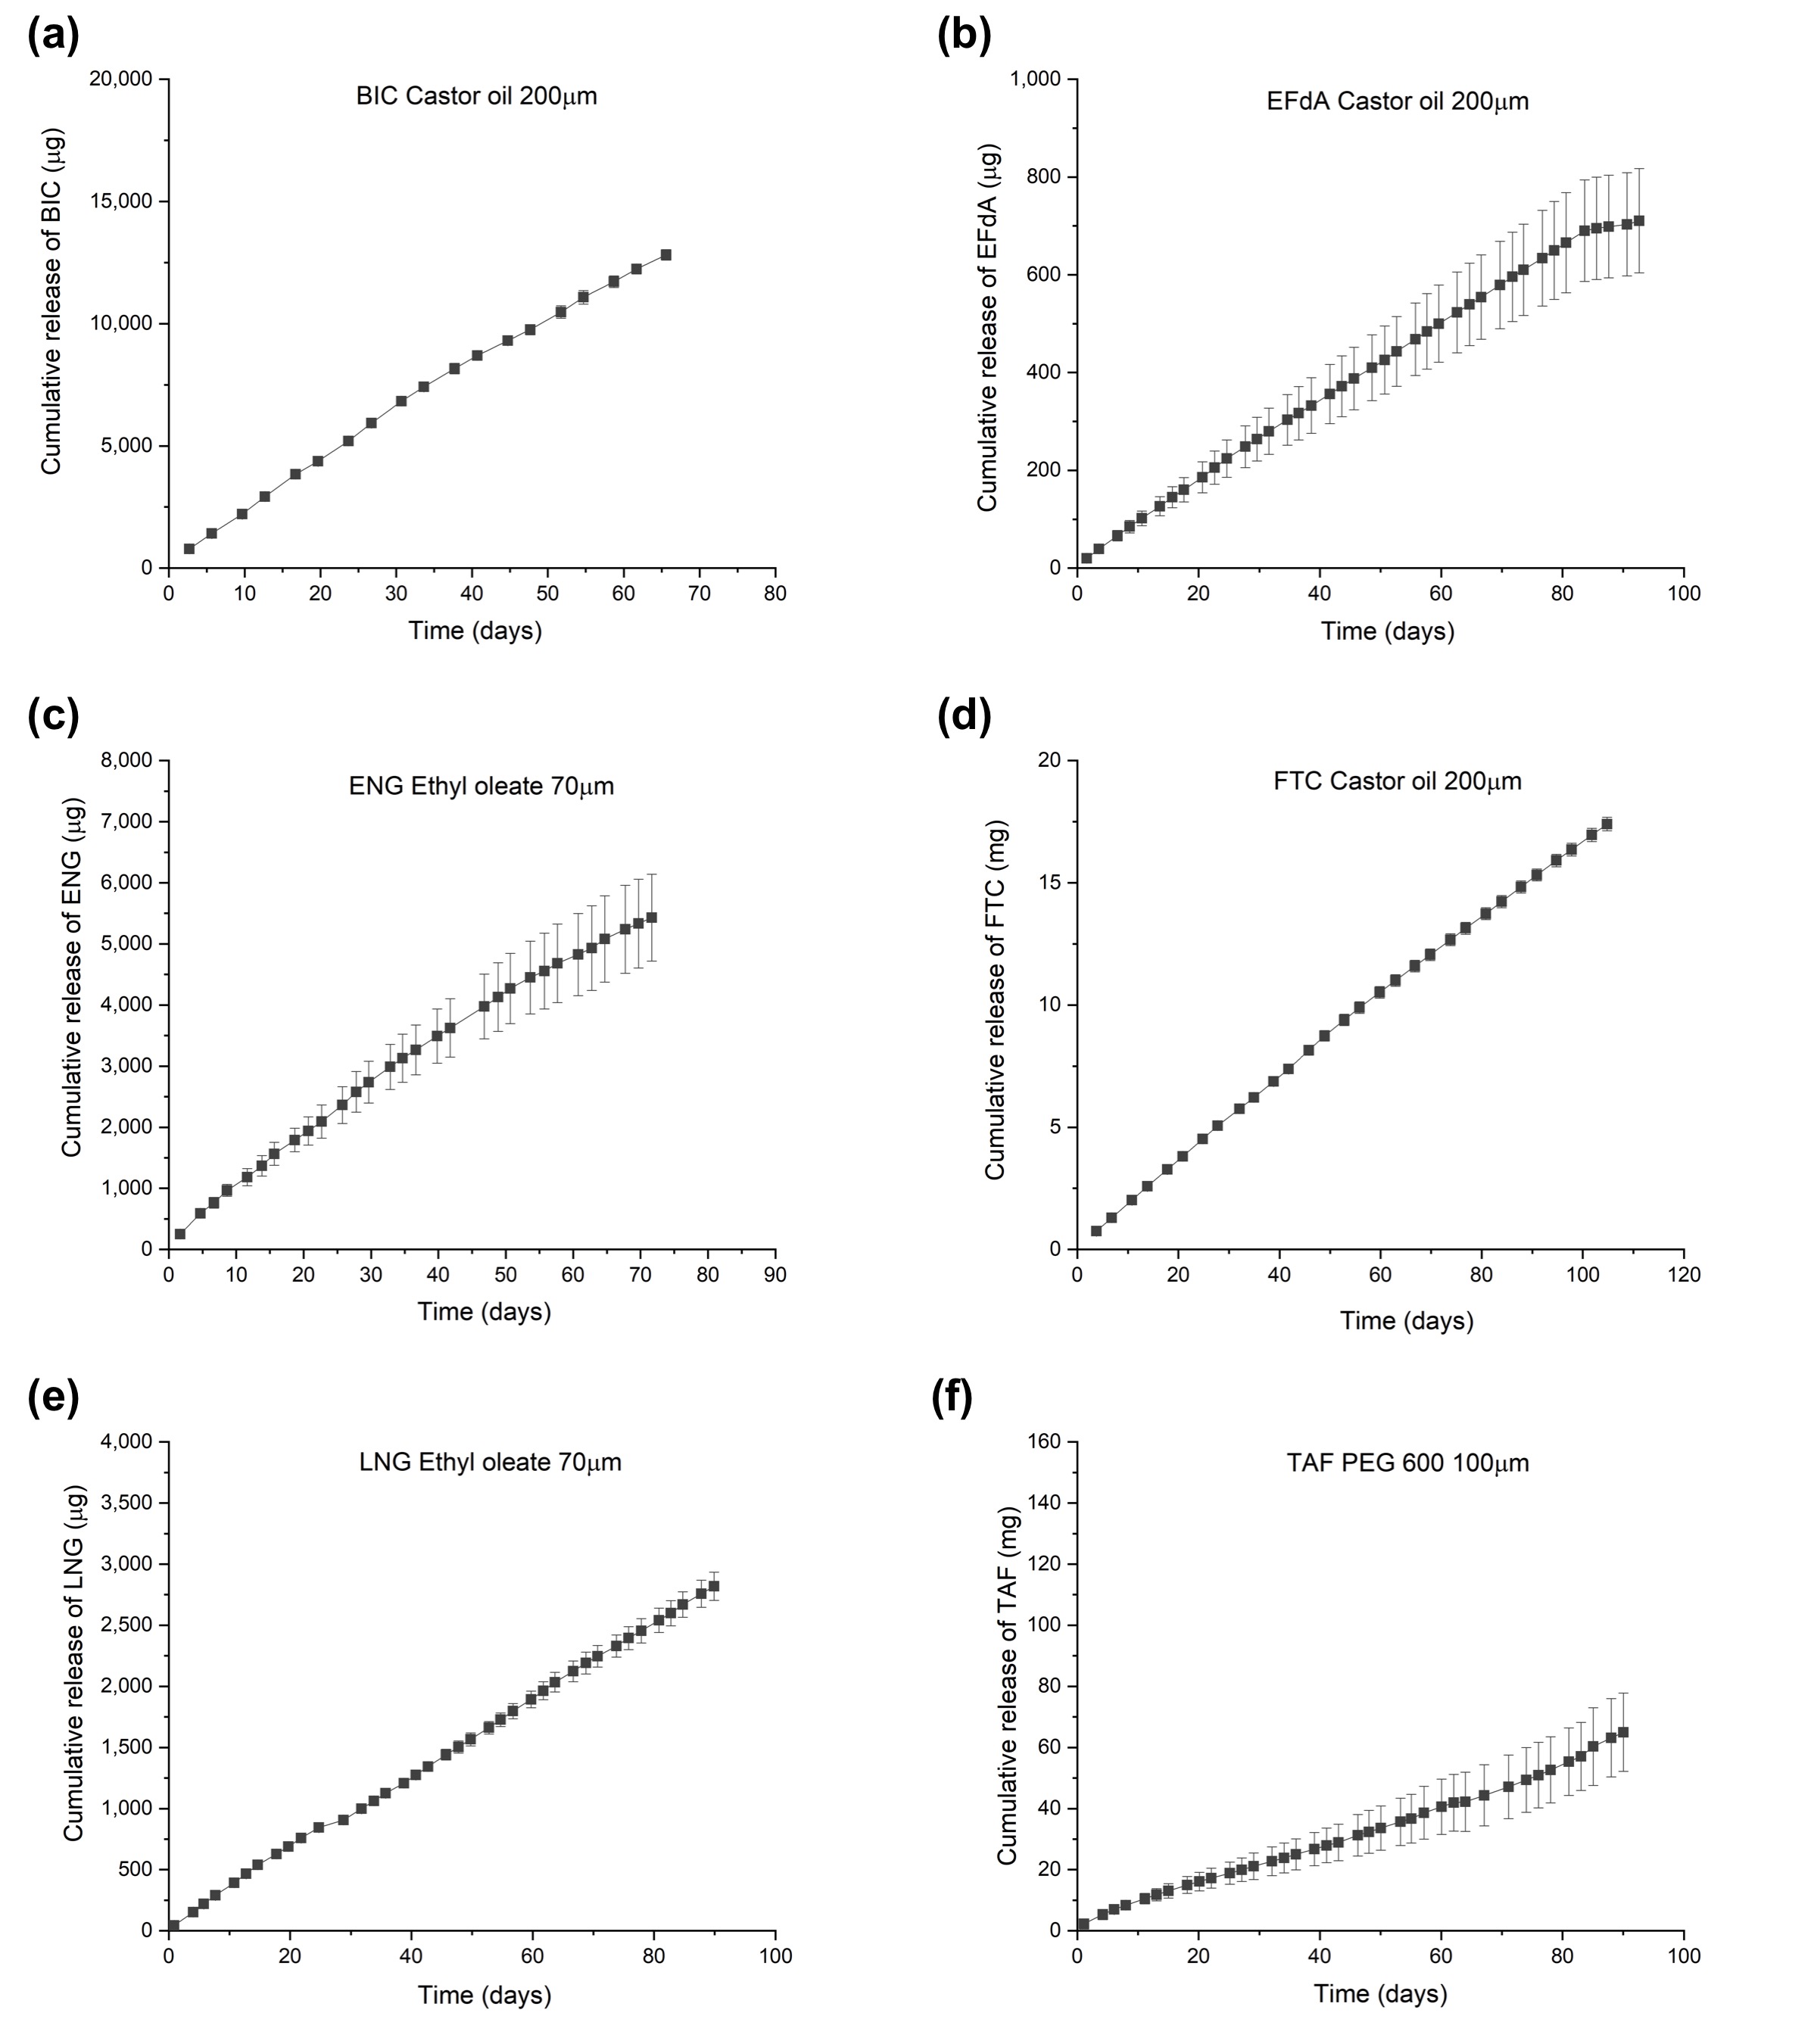 (a)
BIC Castor oil 200μm
Cumulative release of BIC (μg)
20,000
15,000
10,000
5,000
0
0 10 20 30 40 50 60 70 80
Time (days)
(b)
EFdA Castor oil 200μm
Cumulative release of EFdA (μg)
1,000
800
600
400
200
0
0 20 40 60 80 100
Time (days)
(c)
ENG Ethyl oleate 70μm
Cumulative release of ENG (μg)
8,000
7,000
6,000
5,000
4,000
3,000
2,000
1,000
0
0 10 20 30 40 50 60 70 80 90
Time (days)
(d)
FTC Castor oil 200μm
Cumulative release of FTC (mg)
20
15
10
5
0
0 20 40 60 80 100 120
Time (days)
(e)
LNG Ethyl oleate 70μm
Cumulative release of LNG (μg)
4,000
3,500
3,000
2,500
2,000
1,500
1,000
500
0
0 20 40 60 80 100
Time (days)
(f)
TAF PEG 600 100μm
Cumulative release of TAF (mg)
160
140
120
100
80
60
40
20
0
0 20 40 60 80 100
Time (days)